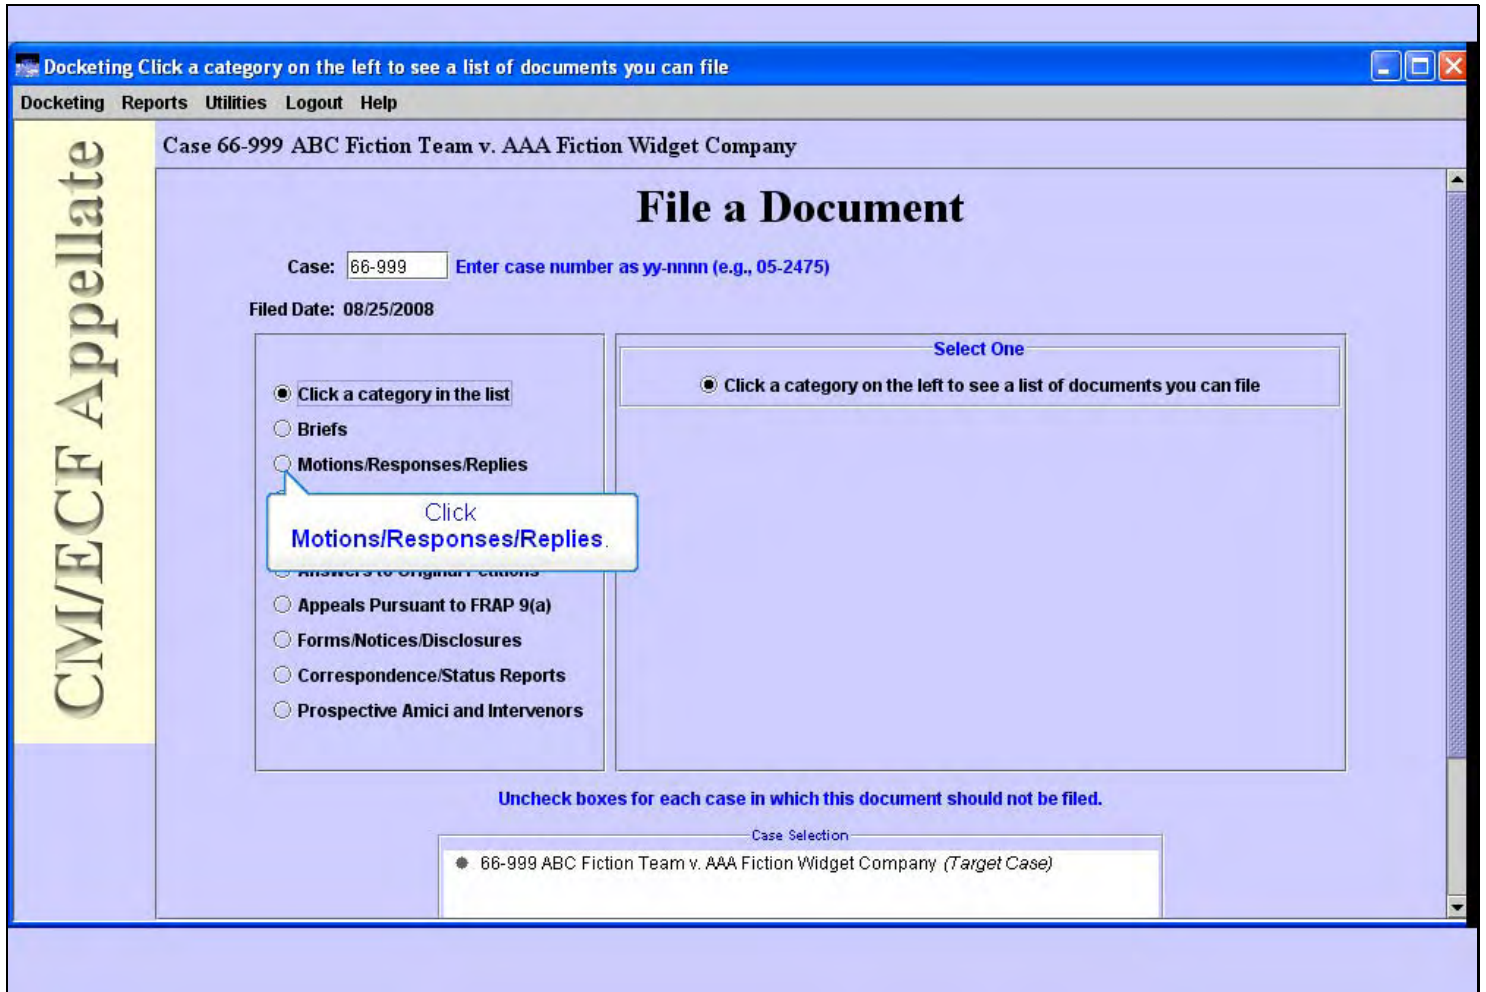 Docketing Click a category on the left to see a list of documents you can file
Docketing Reports Utilities Logout Help
CM/ECF Appellate
Case 66-999 ABC Fiction Team v. AAA Fiction Widget Company
File a Document
Case: 66-999 Enter case number as yy-nnnn (e.g., 05-2475)
Filed Date: 08/25/2008
Click a category in the list
Briefs
Motions/Responses/Replies
Click
Motions/Responses/Replies.
Answers to Original Petitions
Appeals Pursuant to FRAP 9(a)
Forms/Notices/Disclosures
Correspondence/Status Reports
Prospective Amici and Intervenors
Select One
Click a category on the left to see a list of documents you can file
Uncheck boxes for each case in which this document should not be filed.
Case Selection
66-999 ABC Fiction Team v. AAA Fiction Widget Company (Target Case)